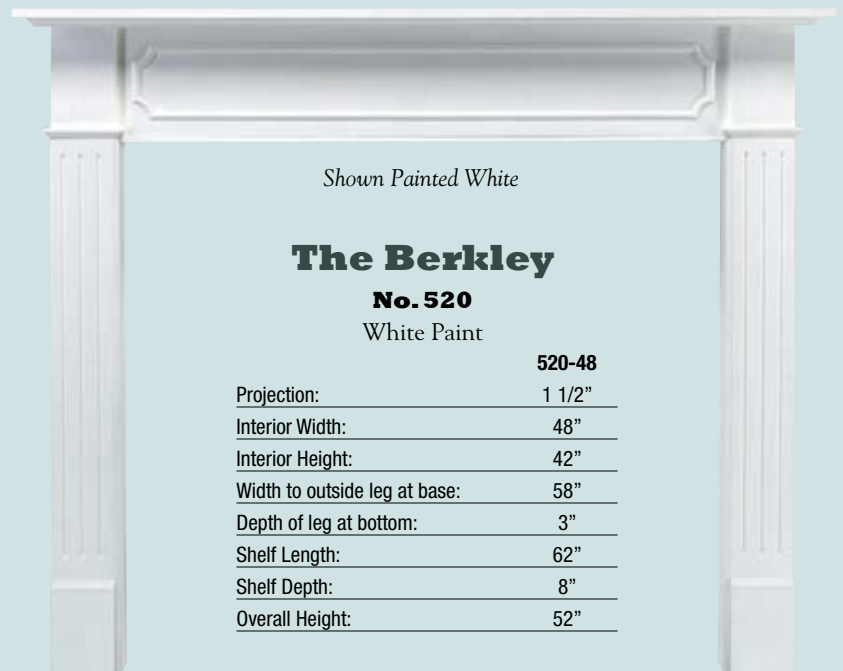 Shown Painted White
The Berkley
No. 520
White Paint
520-48
Projection: 1 1/2”
Interior Width: 48”
Interior Height: 42”
Width to outside leg at base: 58”
Depth of leg at bottom: 3”
Shelf Length: 62”
Shelf Depth: 8”
Overall Height: 52”